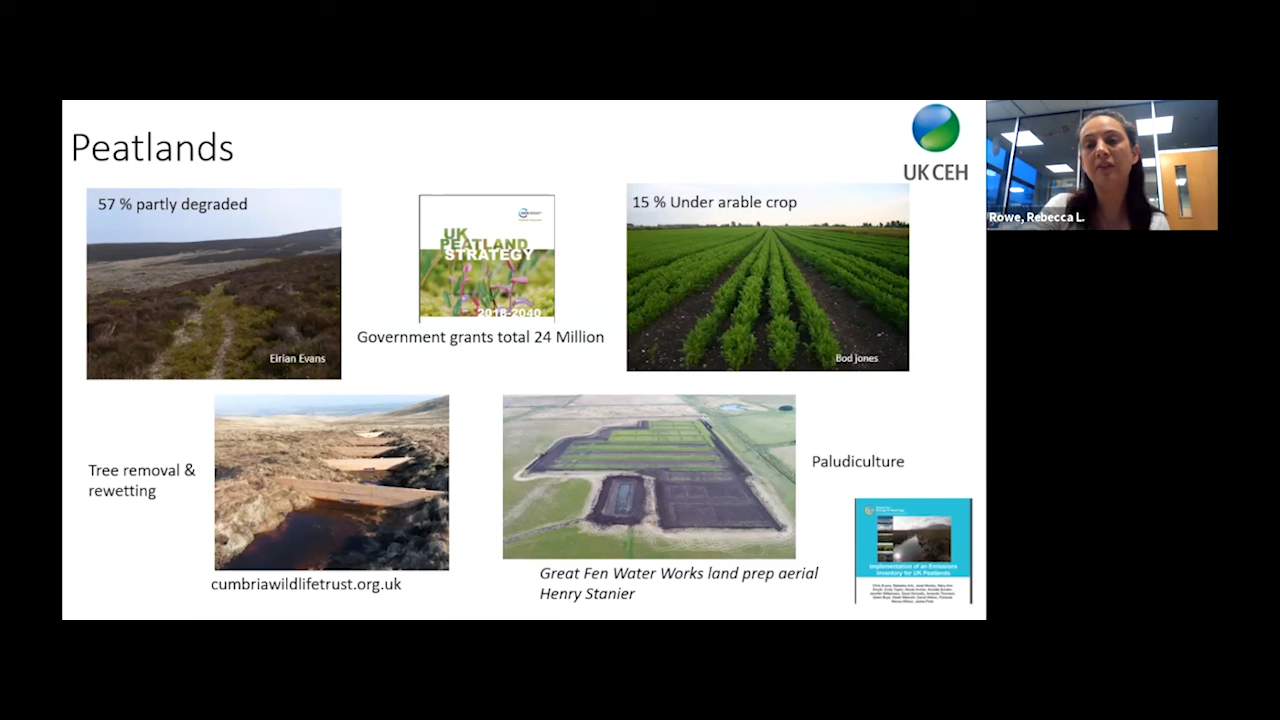 Peatlands
UK CEH
57 % partly degraded
Eirian Evans
UK
PEATLAND
STRATEGY
2018-2040
Government grants total 24 Million
15 % Under arable crop
Bod jones
Rowe, Rebecca L.
Tree removal &
rewetting
cumbriawildlifetrust.org.uk
Great Fen Water Works land prep aerial
Henry Stanier
Paludiculture
Implementation of an Emissions
Inventory for UK Peatlands